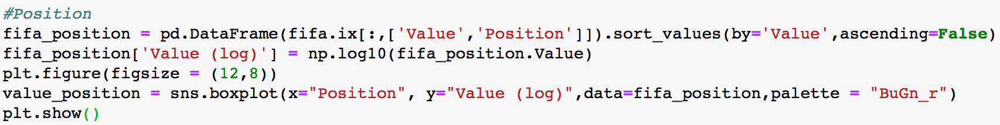 #Position
fifa_position = pd.DataFrame(fifa.ix[:,['Value','Position']]).sort_values(by='Value',ascending=False)
fifa_position['Value (log)'] = np.log10(fifa_position.Value)
plt.figure(figsize = (12,8))
value_position = sns.boxplot(x="Position", y="Value (log)",data=fifa_position,palette = "BuGn_r")
plt.show()